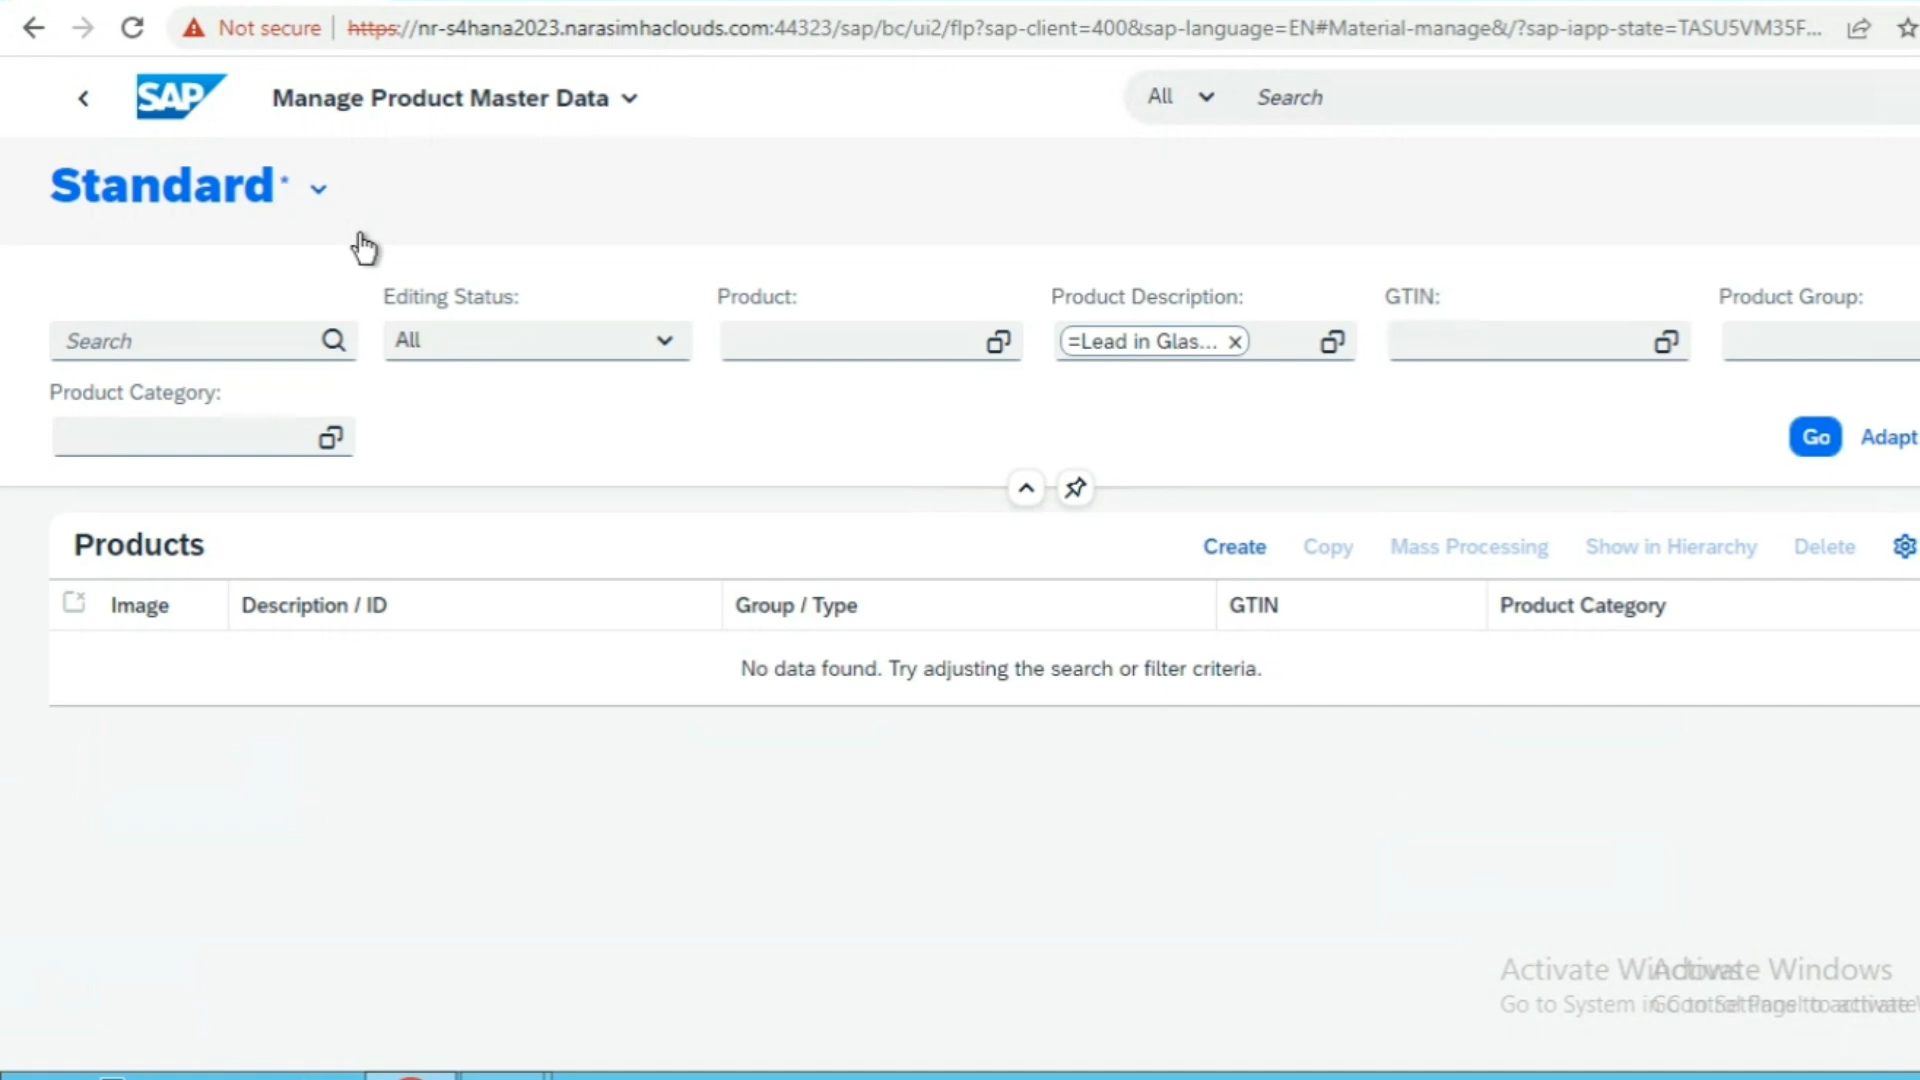 Not secure https://nr-s4hana2023.narasimhaclouds.com:44323/sap/bc/ui2/flp?sap-client=400&sap-language=EN#Material-manage&/?sap-iapp-state=TASU5VM35F...
SAP Manage Product Master Data All Search
Standard *
Editing Status: Product: Product Description: GTIN: Product Group:
Search All =Lead in Glas...
Product Category:
Go Adapt
Products Create Copy Mass Processing Show in Hierarchy Delete
Image Description / ID Group / Type GTIN Product Category
No data found. Try adjusting the search or filter criteria.
Activate Windows
Go to System in